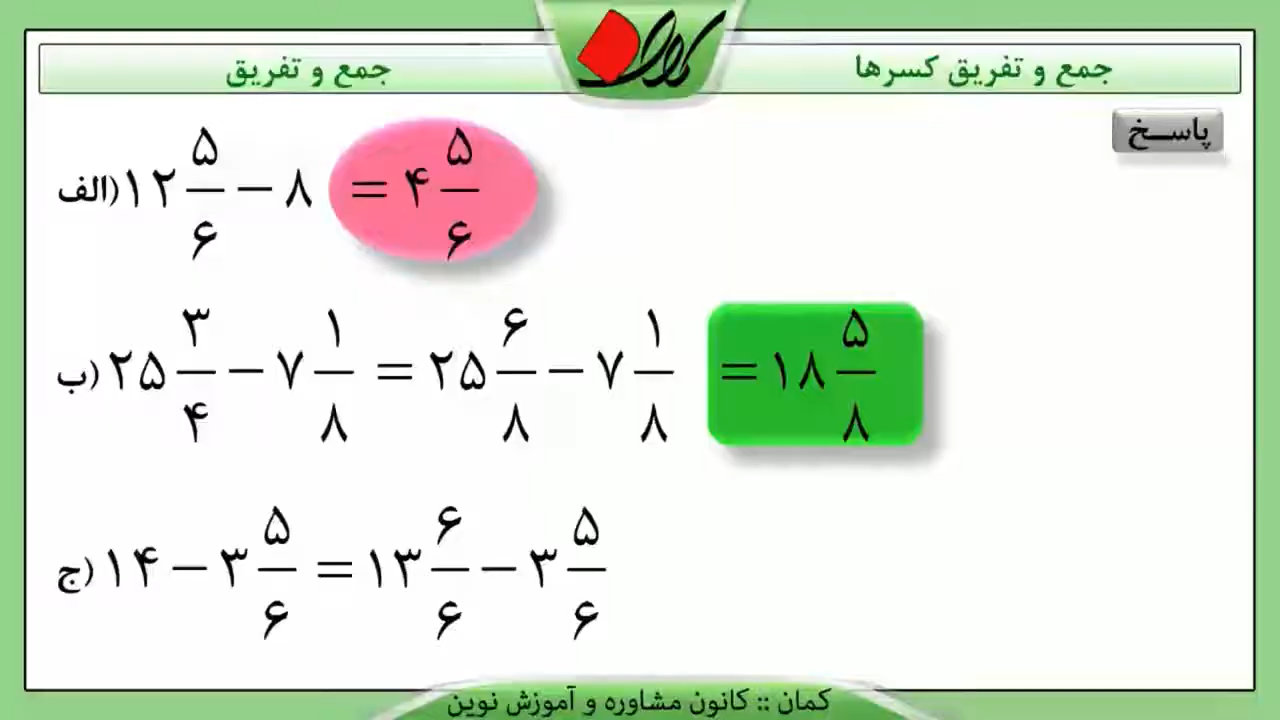 جمع و تفریق کسرها
جمع و تفریق
کمان
پاسخ
الف) ۱۲ ۵/۶ − ۸ = ۴ ۵/۶
ب) ۲۵ ۳/۴ − ۷ ۱/۸ = ۲۵ ۶/۸ − ۷ ۱/۸ = ۱۸ ۵/۸
ج) ۱۴ − ۳ ۵/۶ = ۱۳ ۶/۶ − ۳ ۵/۶
کمان :: کانون مشاوره و آموزش نوین